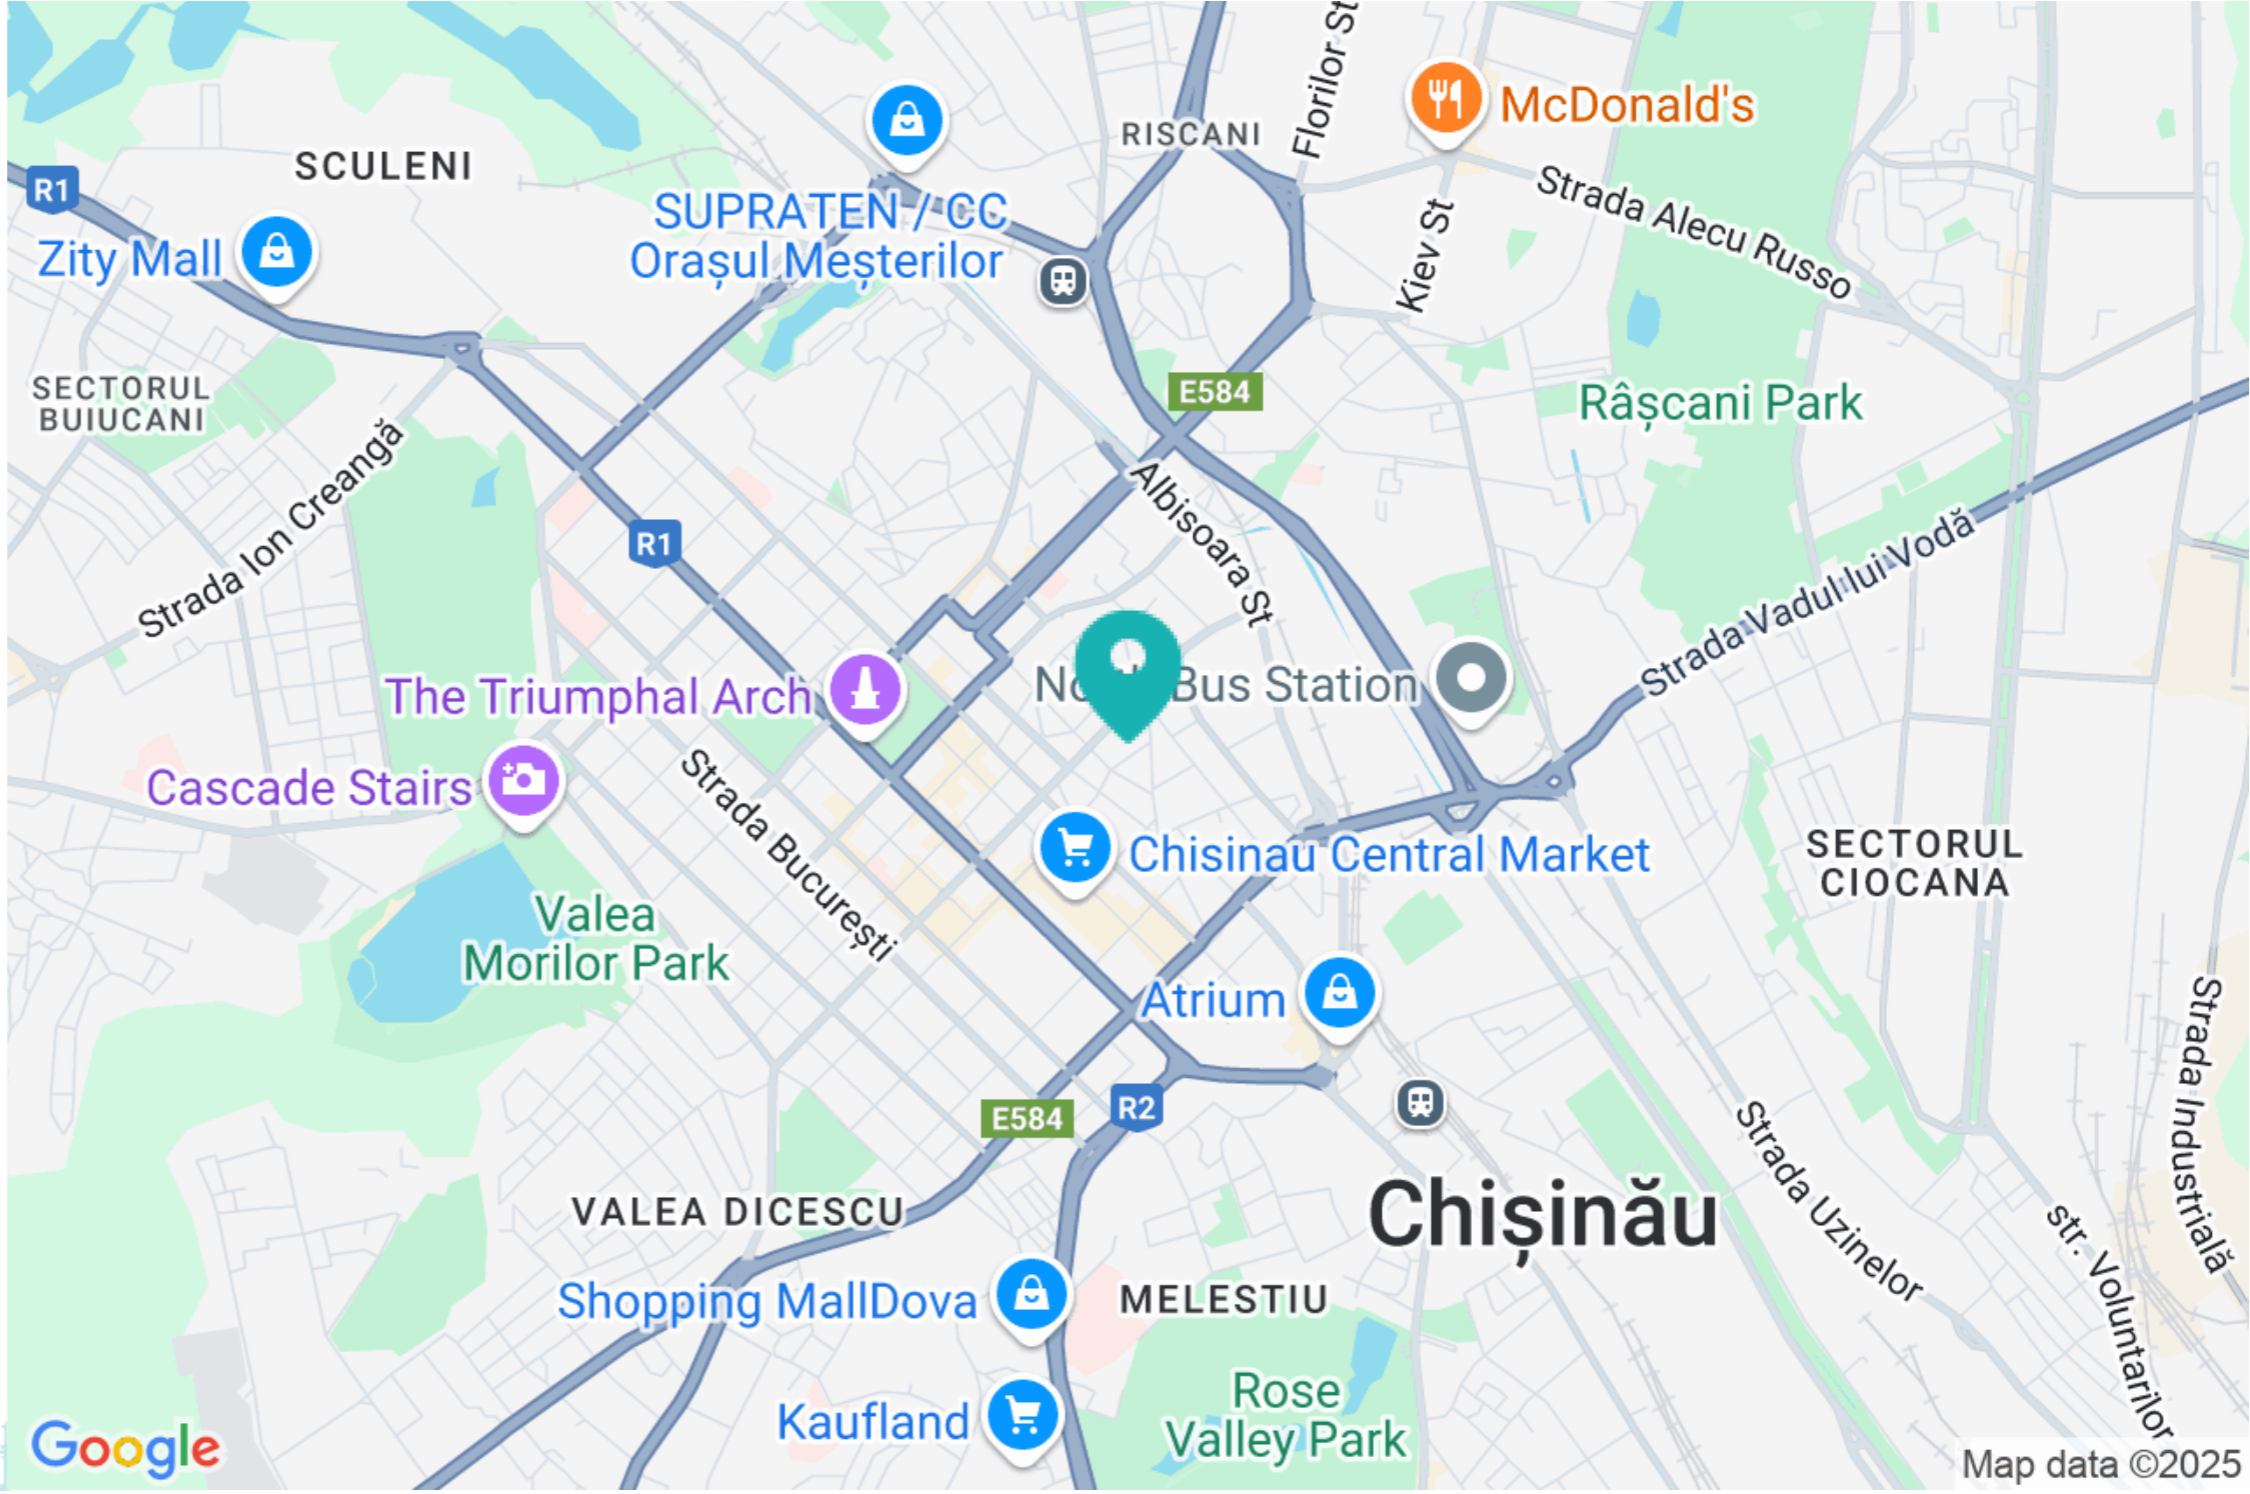 Florilor St
McDonald's
RISCANI
SCULENI
R1
Strada Alecu Russo
SUPRATEN / CC
Orașul Meșterilor
Zity Mall
Kiev St
SECTORUL
BUIUCANI
E584
Râșcani Park
Strada Ion Creangă
Albisoara St
R1
Strada Vadul lui Vodă
The Triumphal Arch
Bus Station
Cascade Stairs
Strada București
Chisinau Central Market
SECTORUL
CIOCANA
Valea
Morilor Park
Atrium
Strada Industrială
E584
R2
Strada Uzinelor
VALEA DICESCU
Chișinău
str. Voluntarilor
Shopping MallDova
MELESTIU
Rose
Valley Park
Kaufland
Google
Map data ©2025